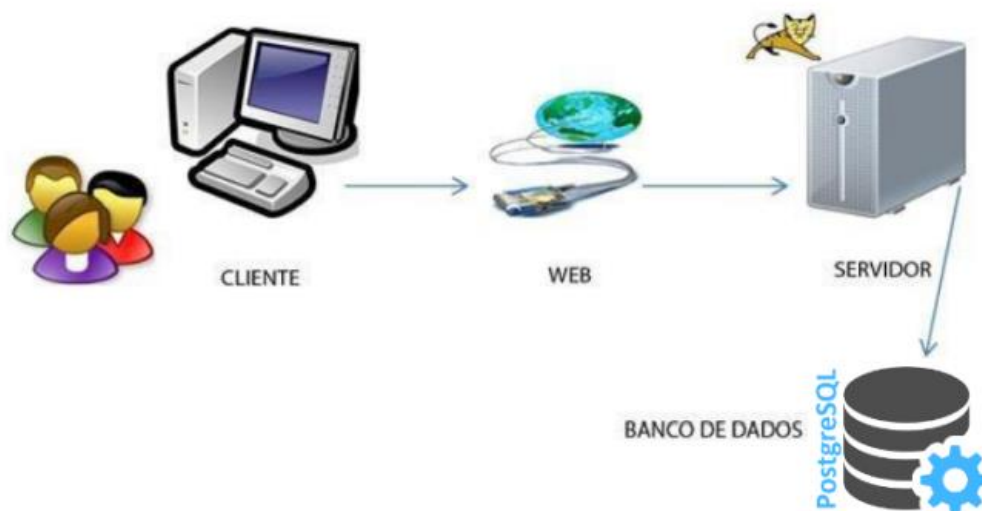 CLIENTE
WEB
SERVIDOR
BANCO DE DADOS
PostgreSQL